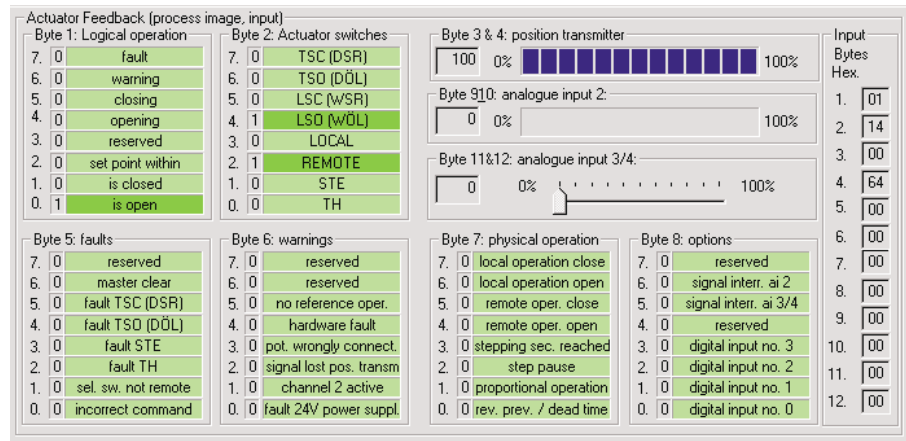 Actuator Feedback (process image, input)
Byte 1: Logical operation
7. 0 fault
6. 0 warning
5. 0 closing
4. 0 opening
3. 0 reserved
2. 0 set point within
1. 0 is closed
0. 1 is open
Byte 2: Actuator switches
7. 0 TSC (DSR)
6. 0 TSO (DÖL)
5. 0 LSC (WSR)
4. 1 LSO (WÖL)
3. 0 LOCAL
2. 1 REMOTE
1. 0 STE
0. 0 TH
Byte 3 & 4: position transmitter
100 0% 100%
Byte 910: analogue input 2:
0 0% 100%
Byte 11&12: analogue input 3/4:
0 0% 100%
Byte 5: faults
7. 0 reserved
6. 0 master clear
5. 0 fault TSC (DSR)
4. 0 fault TSO (DÖL)
3. 0 fault STE
2. 0 fault TH
1. 0 sel. sw. not remote
0. 0 incorrect command
Byte 6: warnings
7. 0 reserved
6. 0 reserved
5. 0 no reference oper.
4. 0 hardware fault
3. 0 pot. wrongly connect.
2. 0 signal lost pos. transm
1. 0 channel 2 active
0. 0 fault 24V power suppl.
Byte 7: physical operation
7. 0 local operation close
6. 0 local operation open
5. 0 remote oper. close
4. 0 remote oper. open
3. 0 stepping sec. reached
2. 0 step pause
1. 0 proportional operation
0. 0 rev. prev. / dead time
Byte 8: options
7. 0 reserved
6. 0 signal interr. ai 2
5. 0 signal interr. ai 3/4
4. 0 reserved
3. 0 digital input no. 3
2. 0 digital input no. 2
1. 0 digital input no. 1
0. 0 digital input no. 0
Input
Bytes
Hex.
1. 01
2. 14
3. 00
4. 64
5. 00
6. 00
7. 00
8. 00
9. 00
10. 00
11. 00
12. 00